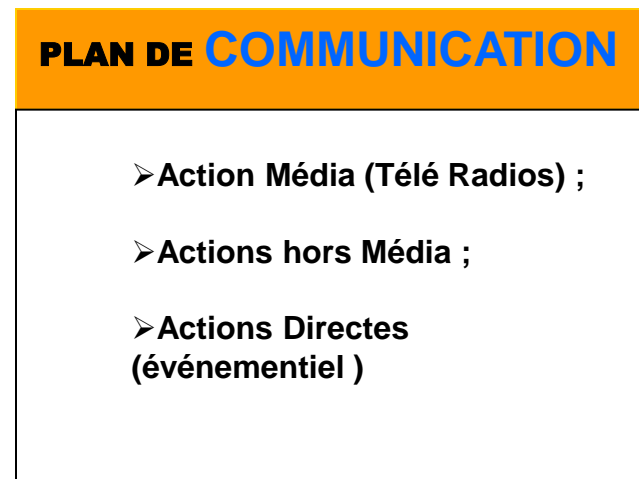 PLAN DE COMMUNICATION
➢Action Média (Télé Radios) ;
➢Actions hors Média ;
➢Actions Directes
(événementiel )